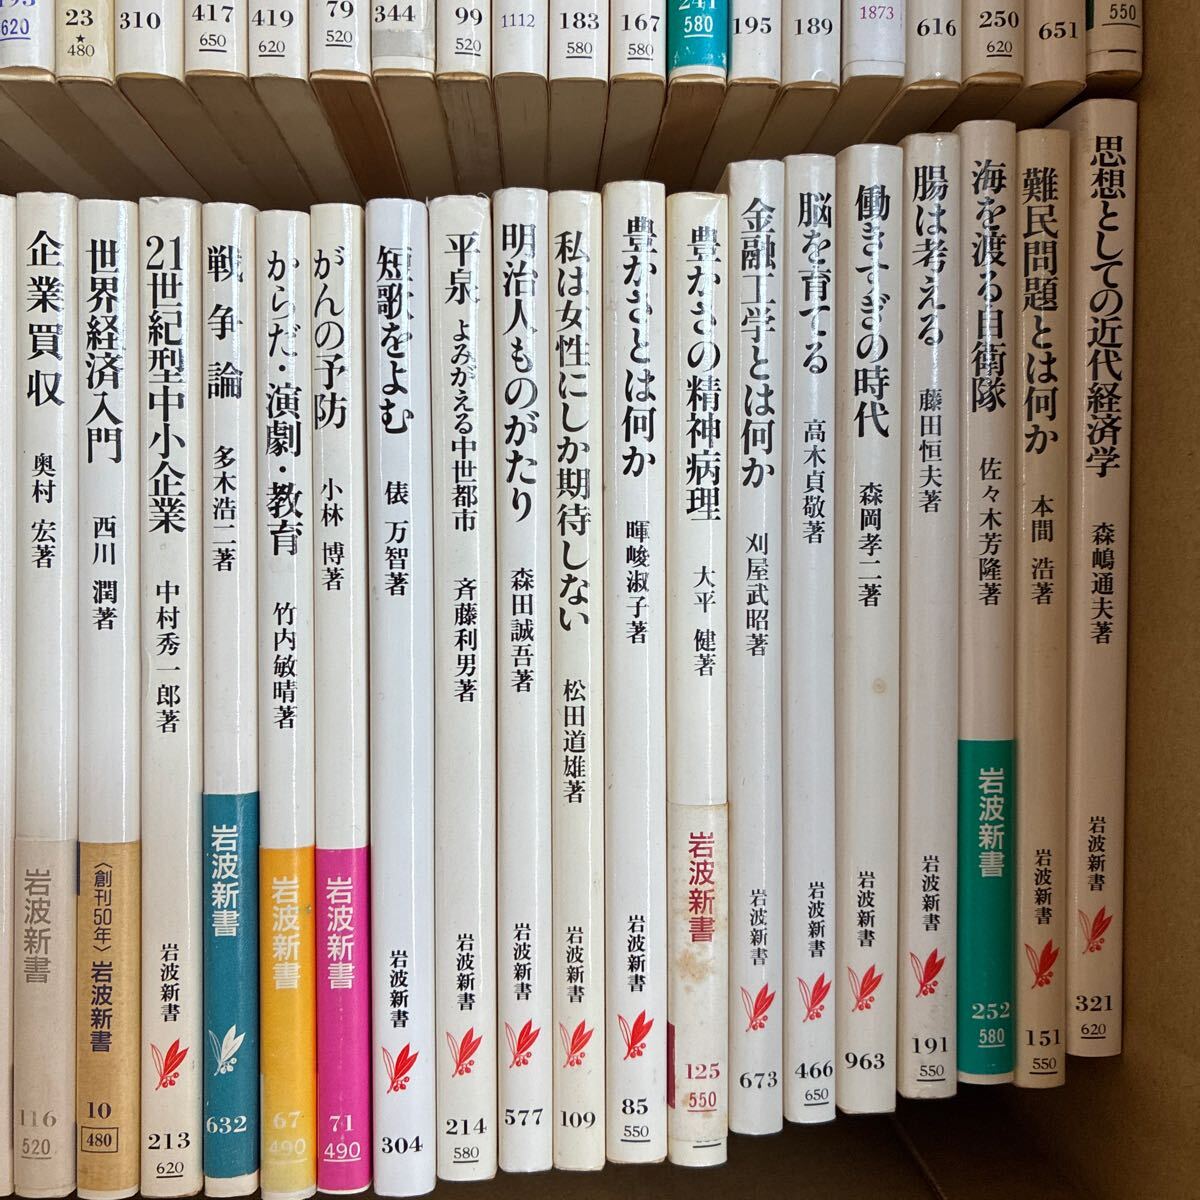 620
23
★
480
310
417
650
419
620
79
520
344
99
520
1112
183
580
167
580
241
580
195
189
1873
616
250
620
651
550
企業買収 奥村 宏著
岩波新書
116
520
世界経済入門 西川 潤著
〈創刊50年〉岩波新書
10
480
21世紀型中小企業 中村秀一郎著
岩波新書
213
620
戦争論 多木浩二著
岩波新書
632
からだ・演劇・教育 竹内敏晴著
岩波新書
67
490
がんの予防 小林 博著
岩波新書
71
490
短歌をよむ 俵 万智著
岩波新書
304
平泉 よみがえる中世都市 斉藤利男著
岩波新書
214
580
明治人ものがたり 森田誠吾著
岩波新書
577
私は女性にしか期待しない 松田道雄著
岩波新書
109
豊かさとは何か 暉峻淑子著
岩波新書
85
550
豊かさの精神病理 大平 健著
岩波新書
125
550
金融工学とは何か 刈屋武昭著
岩波新書
673
脳を育てる 高木貞敬著
岩波新書
466
650
働きすぎの時代 森岡孝二著
岩波新書
963
腸は考える 藤田恒夫著
岩波新書
191
550
海を渡る自衛隊 佐々木芳隆著
岩波新書
252
580
難民問題とは何か 本間 浩著
岩波新書
151
550
思想としての近代経済学 森嶋通夫著
岩波新書
321
620